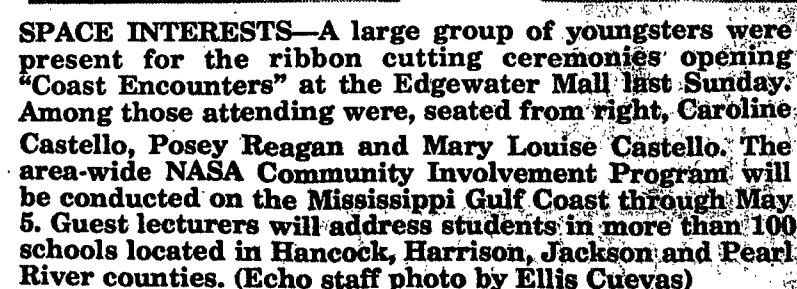 SPACE INTERESTS—A large group of youngsters were
present for the ribbon cutting ceremonies opening
"Coast Encounters" at the Edgewater Mall last Sunday.
Among those attending were, seated from right, Caroline
Castello, Posey Reagan and Mary Louise Castello. The
area-wide NASA Community Involvement Program will
be conducted on the Mississippi Gulf Coast through May
5. Guest lecturers will address students in more than 100
schools located in Hancock, Harrison, Jackson and Pearl
River counties. (Echo staff photo by Ellis Cuevas)